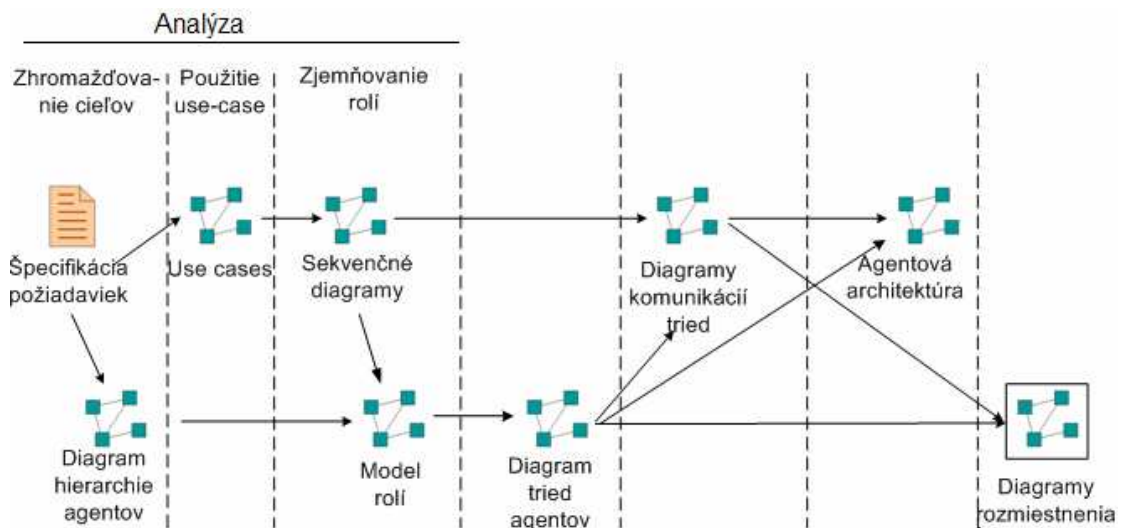 Analýza
Zhromažďova-
nie cieľov
Použitie
use-case
Zjemňovanie
rolí
Špecifikácia
požiadaviek
Use cases
Sekvenčné
diagramy
Diagramy
komunikácií
tried
Agentová
architektúra
Diagram
hierarchie
agentov
Model
rolí
Diagram
tried
agentov
Diagramy
rozmiestnenia